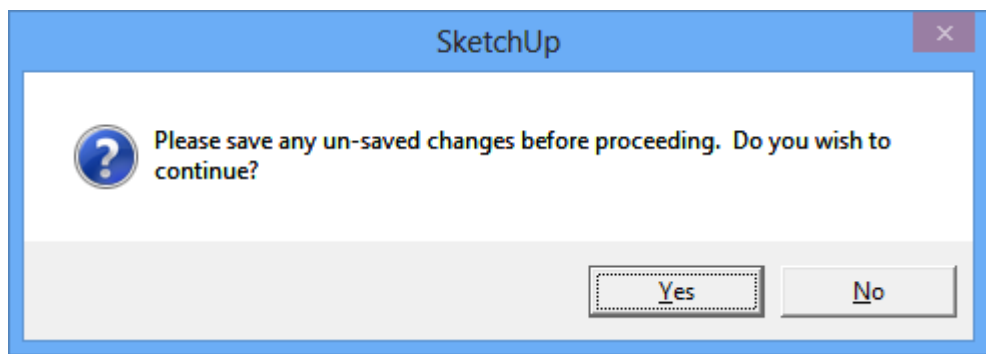 SketchUp
Please save any un-saved changes before proceeding.  Do you wish to
continue?
Yes
No